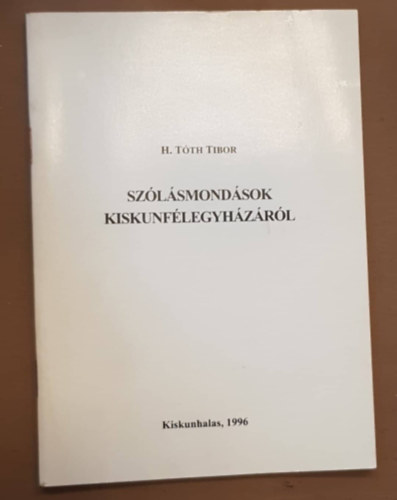 H. TÓTH TIBOR
SZÓLÁSMONDÁSOK
KISKUNFÉLEGYHÁZÁRÓL
Kiskunhalas, 1996